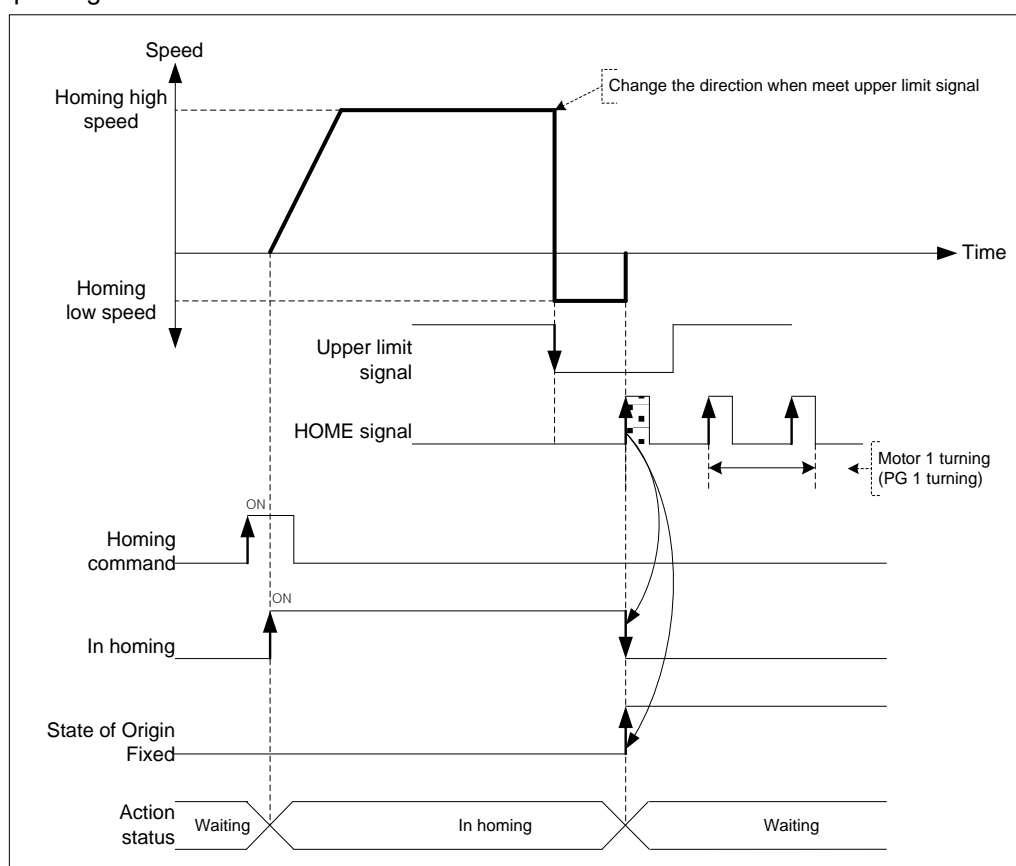 Speed
Homing high
speed
Change the direction when meet upper limit signal
Time
Homing
low speed
Upper limit
signal
HOME signal
Motor 1 turning
(PG 1 turning)
ON
Homing
command
ON
In homing
State of Origin
Fixed
Action
status
Waiting
In homing
Waiting